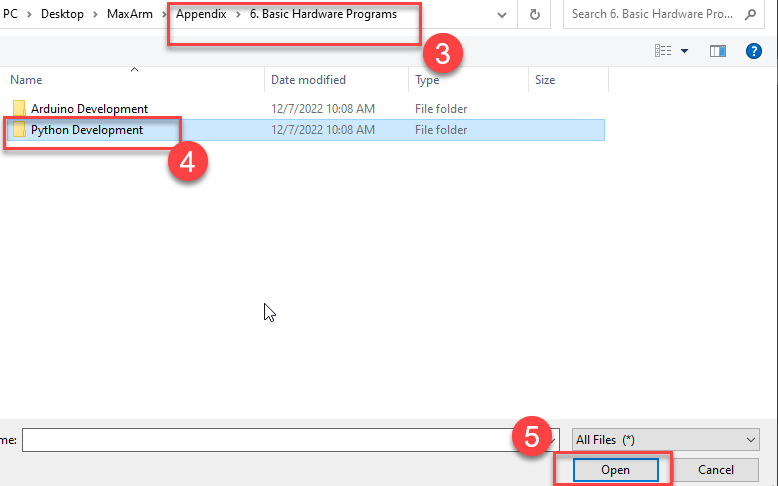 PC > Desktop > MaxArm > Appendix > 6. Basic Hardware Programs Search 6. Basic Hardware Pro...
3
Name Date modified Type Size
Arduino Development 12/7/2022 10:08 AM File folder
Python Development 12/7/2022 10:08 AM File folder
4
5
me: All Files (*)
Open Cancel